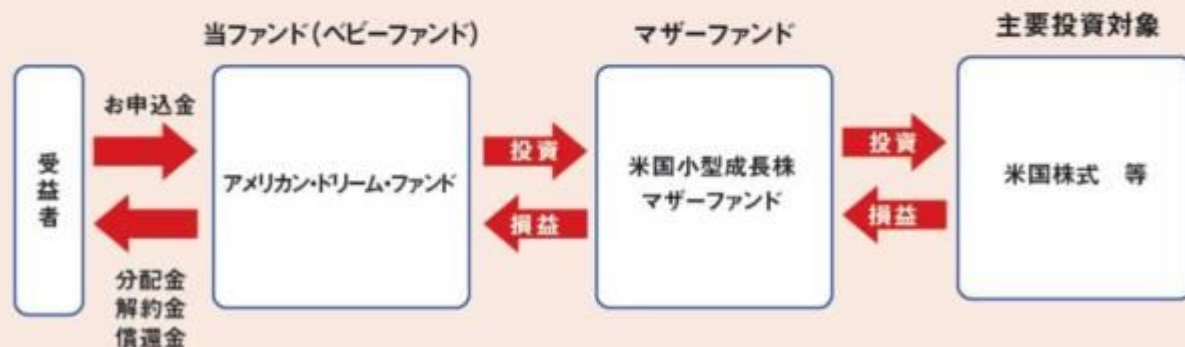 当ファンド(ベビーファンド)
マザーファンド
主要投資対象
受益者
お申込金
分配金
解約金
償還金
アメリカン・ドリーム・ファンド
投資
損益
米国小型成長株
マザーファンド
投資
損益
米国株式 等